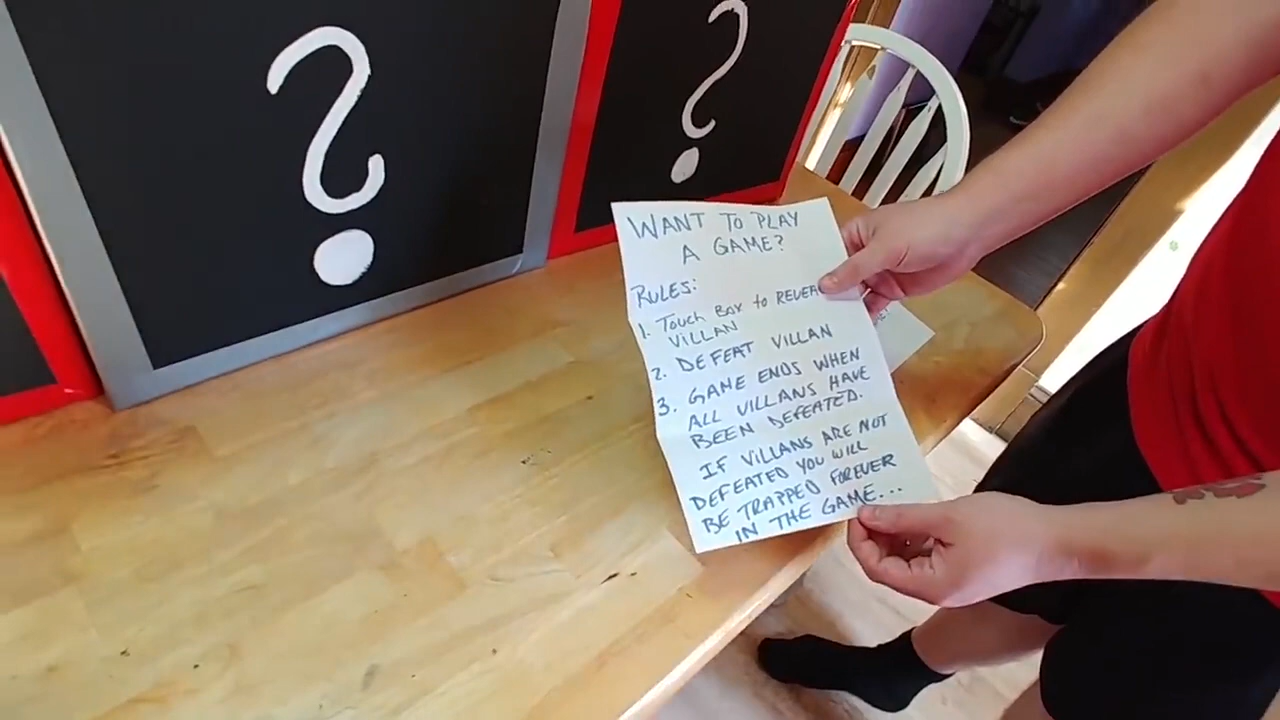 ?
?
WANT TO PLAY
A GAME?
RULES:
1. TOUCH BOX to REVEA
VILLAN
2. DEFEAT VILLAN
3. GAME ENDS WHEN
ALL VILLANS HAVE
BEEN DEFEATED.
IF VILLANS ARE NOT
DEFEATED YOU WILL
BE TRAPPED FOREVER
IN THE GAME...